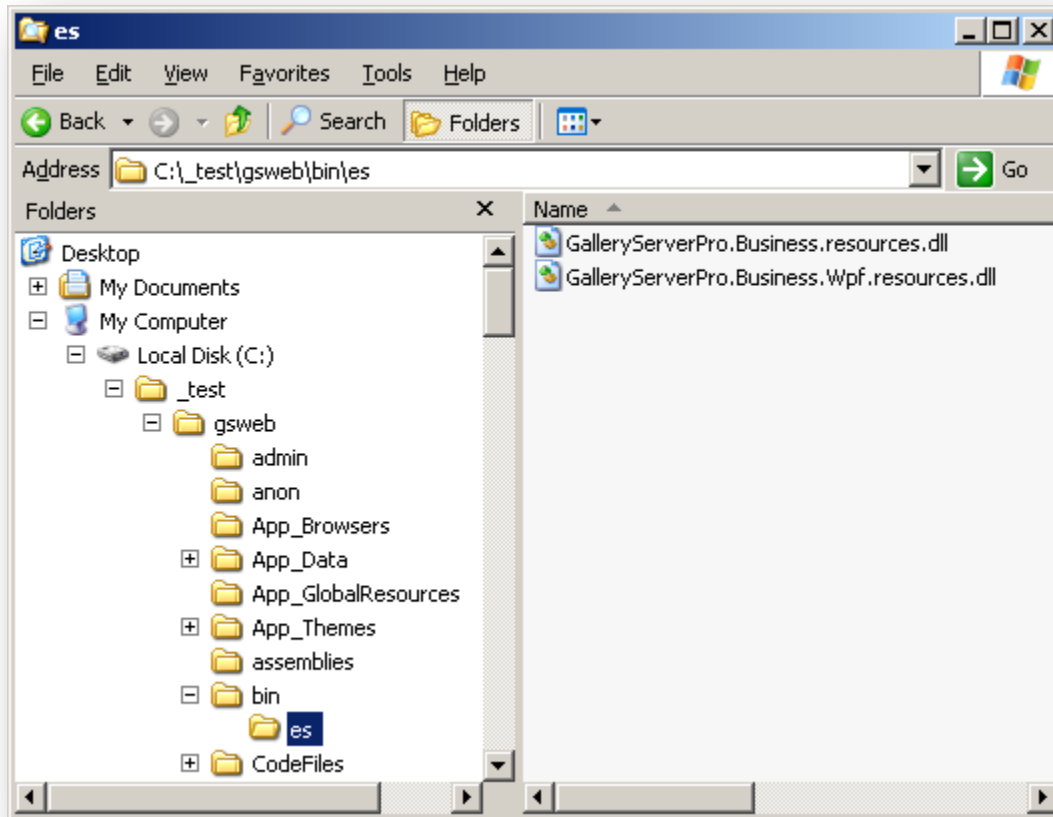 es
File Edit View Favorites Tools Help
Back Search Folders
Address C:\_test\gsweb\bin\es Go
Folders
Name
Desktop
My Documents
My Computer
Local Disk (C:)
_test
gsweb
admin
anon
App_Browsers
App_Data
App_GlobalResources
App_Themes
assemblies
bin
es
CodeFiles
GalleryServerPro.Business.resources.dll
GalleryServerPro.Business.Wpf.resources.dll